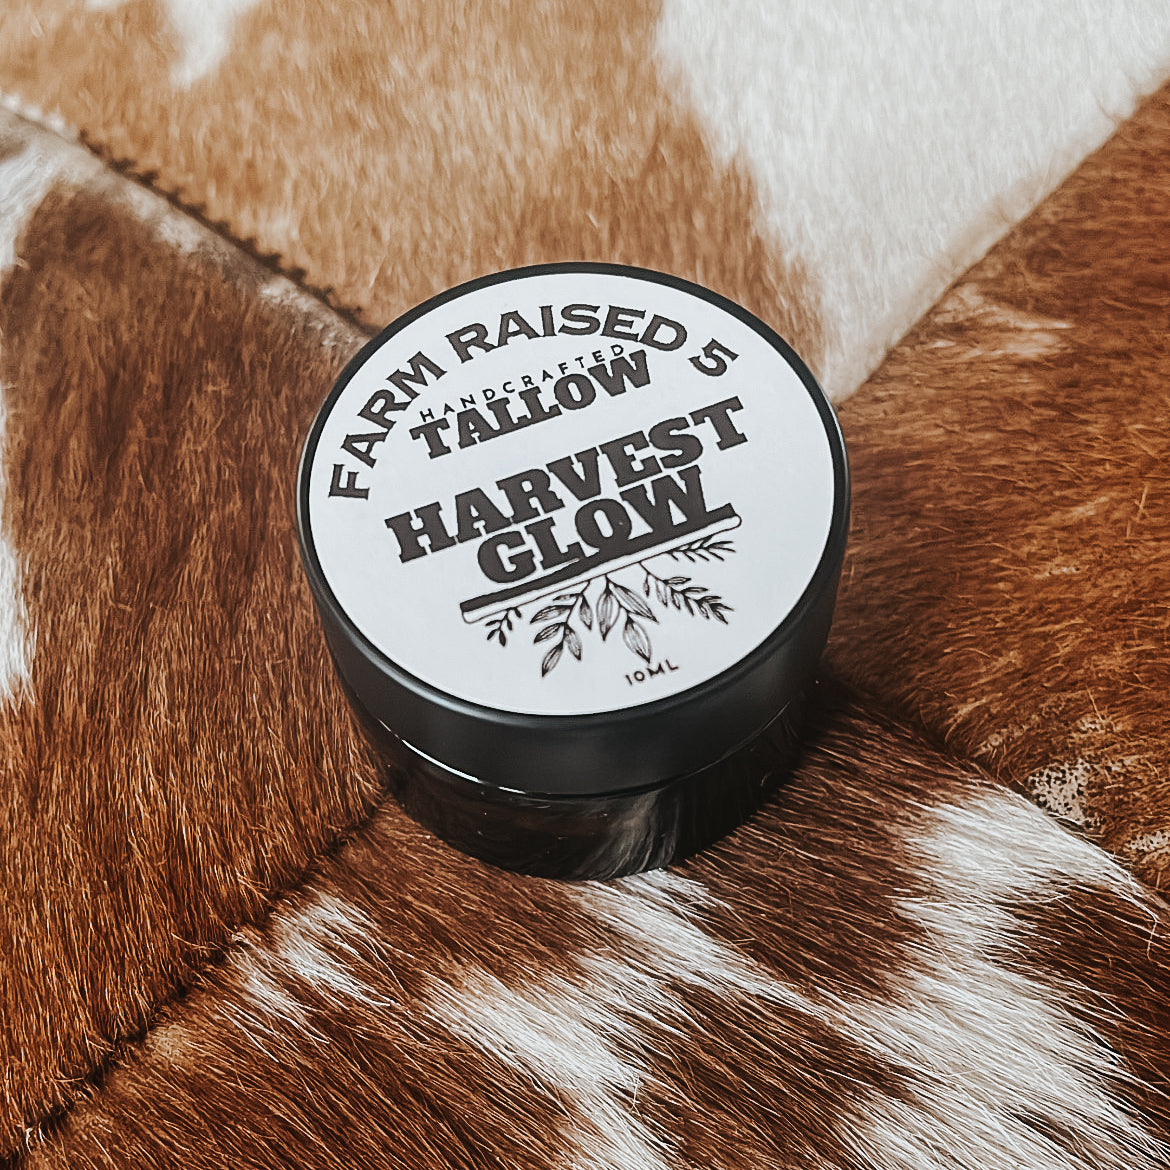 FARM RAISED 5
HANDCRAFTED
TALLOW
HARVEST
GLOW
10ML